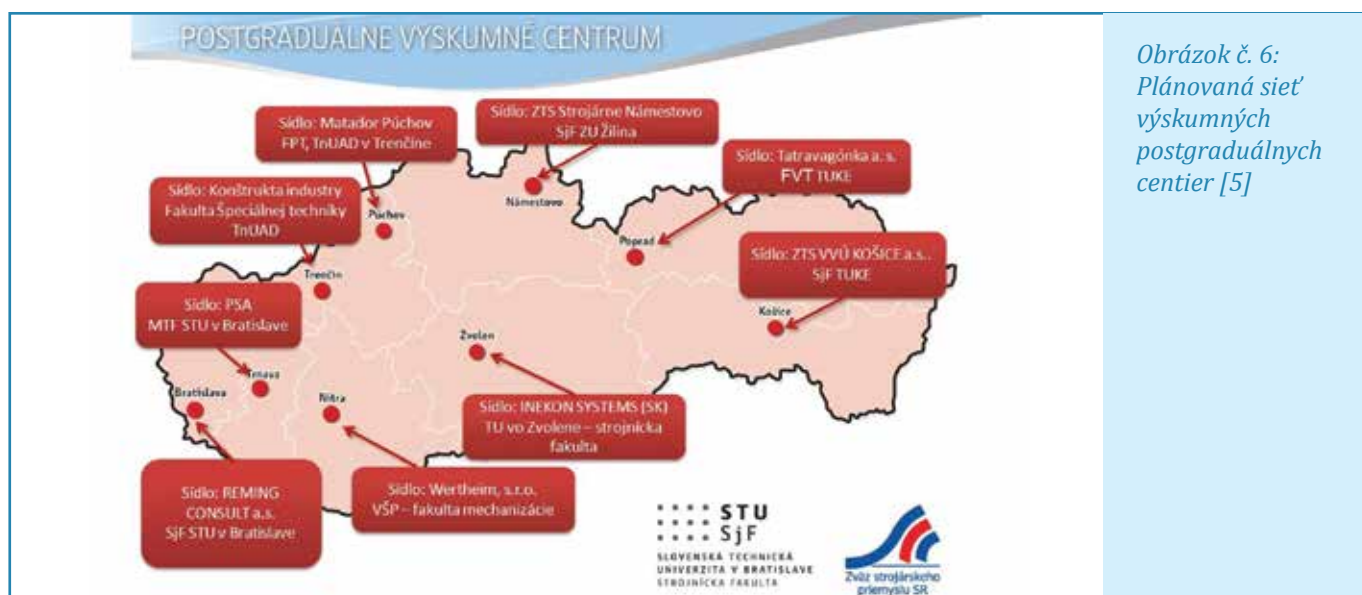 POSTGRADUÁLNE VÝSKUMNÉ CENTRUM
Obrázok č. 6:
Plánovaná sieť
výskumných
postgraduálnych
centier [5]
Sídlo: Matador Púchov
FPT, TnUAD v Trenčíne
Sídlo: ZTS Strojárne Námestovo
SjF ZU Žilina
Sídlo: Tatravagónka a. s.
FVT TUKE
Sídlo: Konštrukta industry
Fakulta Špeciálnej techniky
TnUAD
Púchov
Námestovo
Poprad
Sídlo: ZTS VVÚ KOŠICE a.s..
SjF TUKE
Trenčín
Sídlo: PSA
MTF STU v Bratislave
Košice
Zvolen
Trnava
Bratislava
Nitra
Sídlo: INEKON SYSTEMS (SK)
TU vo Zvolene – strojnícka
fakulta
Sídlo: REMING
CONSULT a.s.
SjF STU v Bratislave
Sídlo: Wertheim, s.r.o.
VŠP – fakulta mechanizácie
STU
SjF
SLOVENSKÁ TECHNICKÁ
UNIVERZITA V BRATISLAVE
STROJNÍCKA FAKULTA
Zväz strojárskeho
priemyslu SR